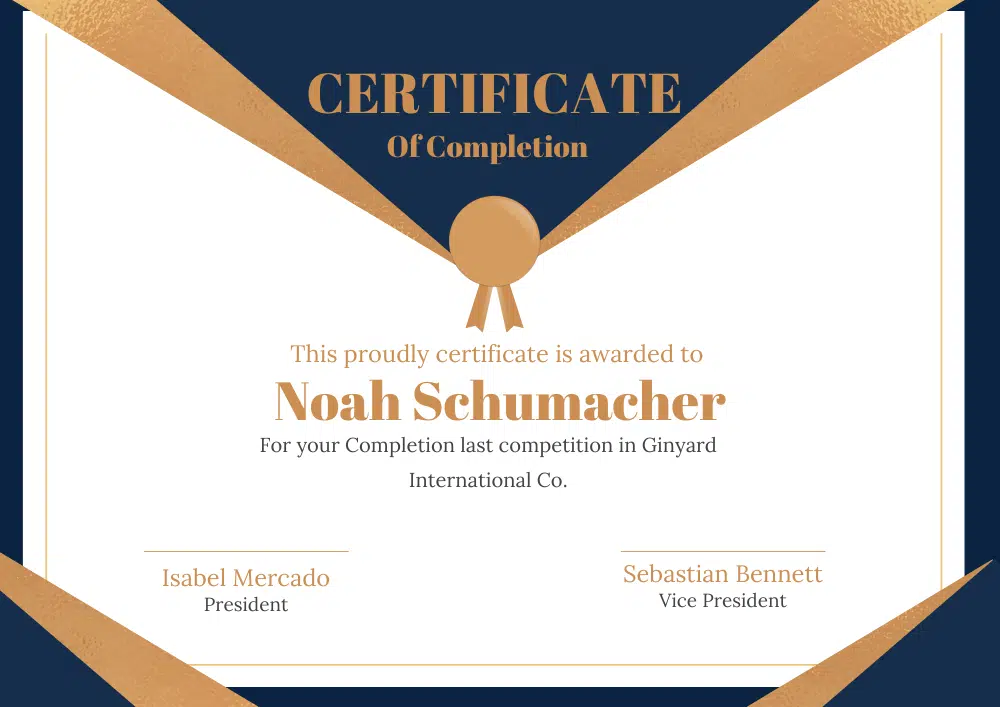 CERTIFICATE
Of Completion
This proudly certificate is awarded to
Noah Schumacher
For your Completion last competition in Ginyard
International Co.
Isabel Mercado
President
Sebastian Bennett
Vice President